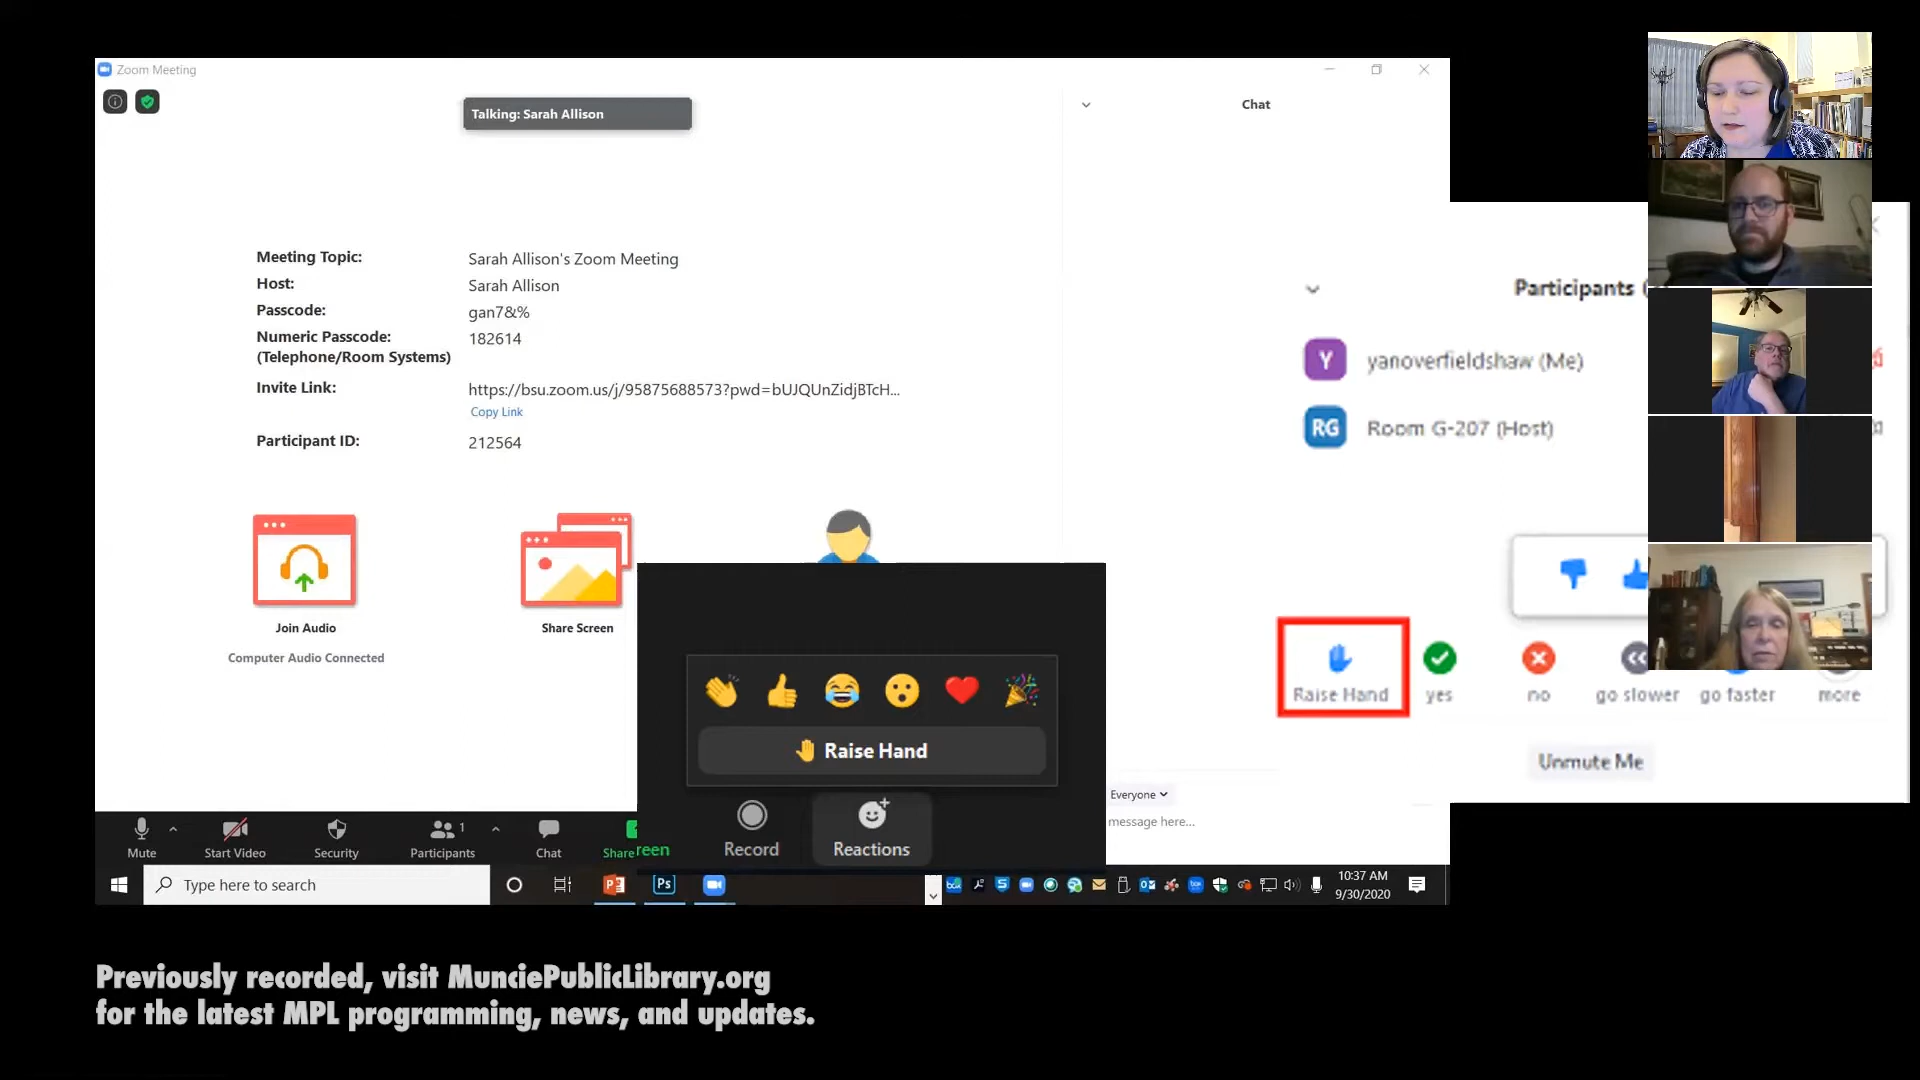 Zoom Meeting
Talking: Sarah Allison
Chat
Meeting Topic: Sarah Allison's Zoom Meeting
Host: Sarah Allison
Passcode: gan7&%
Numeric Passcode: 182614
(Telephone/Room Systems)
Invite Link: https://bsu.zoom.us/j/95875688573?pwd=bUJQUnZidjBTcH...
Copy Link
Participant ID: 212564
Participants (
Y yanoverfieldshaw (Me)
RG Room G-207 (Host)
Join Audio
Share Screen
Computer Audio Connected
Raise Hand
yes
no
go slower
go faster
more
Unmute Me
Raise Hand
Everyone
message here...
Mute
Start Video
Security
Participants 1
Chat
Share
reen
Record
Reactions
Type here to search
Ps
10:37 AM
9/30/2020
Previously recorded, visit MunciePublicLibrary.org
for the latest MPL programming, news, and updates.